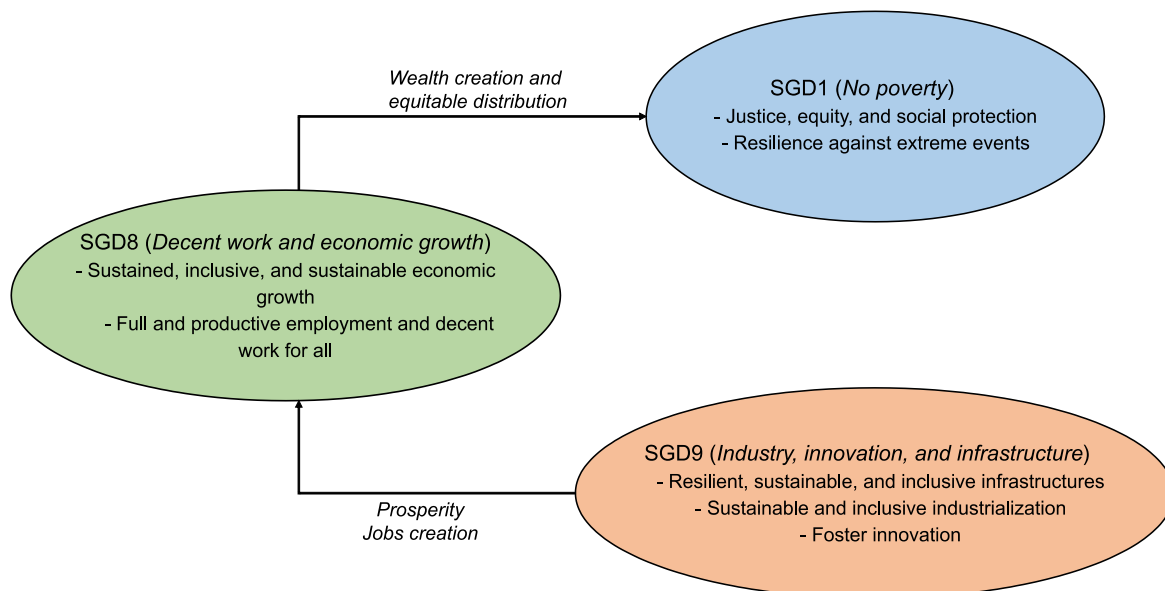 Wealth creation and
equitable distribution
SGD1 (No poverty)
- Justice, equity, and social protection
- Resilience against extreme events
SGD8 (Decent work and economic growth)
- Sustained, inclusive, and sustainable economic
growth
- Full and productive employment and decent
work for all
SGD9 (Industry, innovation, and infrastructure)
- Resilient, sustainable, and inclusive infrastructures
- Sustainable and inclusive industrialization
- Foster innovation
Prosperity
Jobs creation